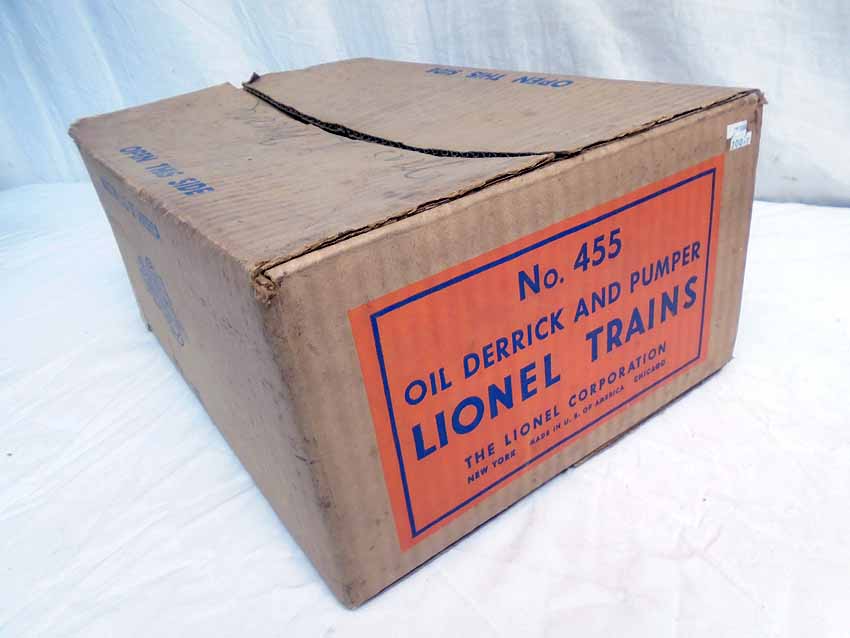 OPEN THIS SIDE
OPEN THIS SIDE
No. 455
OIL DERRICK AND PUMPER
LIONEL TRAINS
THE LIONEL CORPORATION
NEW YORK MADE IN U. S. OF AMERICA CHICAGO